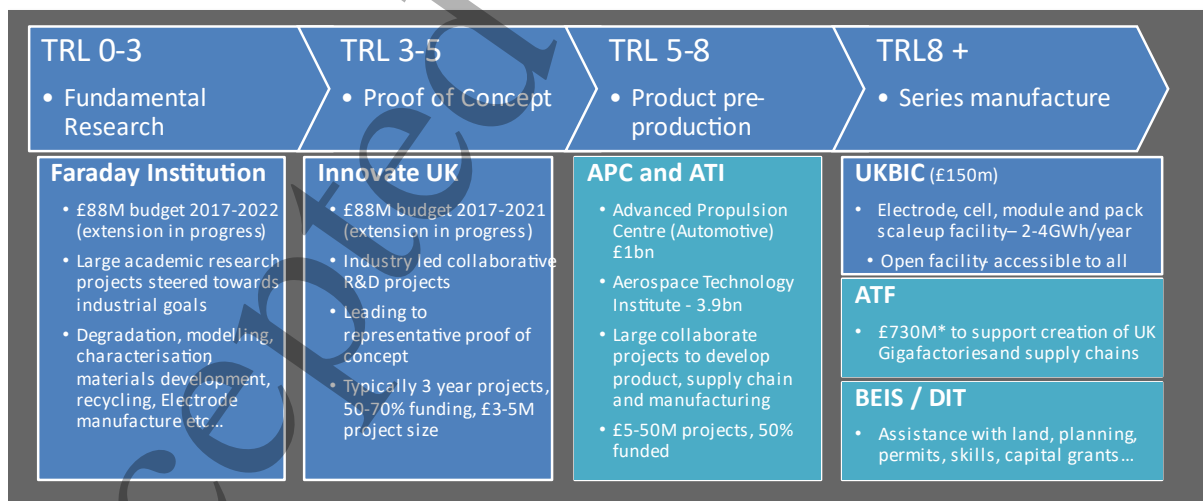 TRL 0-3
• Fundamental
Research
TRL 3-5
• Proof of Concept
TRL 5-8
• Product pre-
production
TRL8 +
• Series manufacture
Faraday Institution
• £88M budget 2017-2022
(extension in progress)
• Large academic research
projects steered towards
industrial goals
• Degradation, modelling,
characterisation,
materials development,
recycling, Electrode
manufacture etc…
Innovate UK
• £88M budget 2017-2021
(extension in progress)
• Industry led collaborative
R&D projects
• Leading to
representative proof of
concept
• Typically 3 year projects,
50-70% funding, £3-5M
project size
APC and ATI
• Advanced Propulsion
Centre (Automotive)
£1bn
• Aerospace Technology
Institute - 3.9bn
• Large collaborate
projects to develop
product, supply chain
and manufacturing
• £5-50M projects, 50%
funded
UKBIC (£150m)
• Electrode, cell, module and pack
scaleup facility– 2-4GWh/year
• Open facility- accessible to all
ATF
• £730M* to support creation of UK
Gigafactoriesand supply chains
BEIS / DIT
• Assistance with land, planning,
permits, skills, capital grants…
cepted